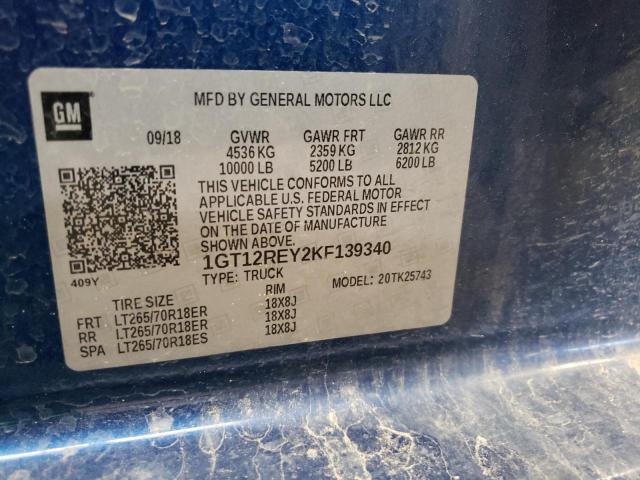 GM
MFD BY GENERAL MOTORS LLC
09/18 GVWR GAWR FRT GAWR RR
4536 KG 2359 KG 2812 KG
10000 LB 5200 LB 6200 LB
THIS VEHICLE CONFORMS TO ALL
APPLICABLE U.S. FEDERAL MOTOR
VEHICLE SAFETY STANDARDS IN EFFECT
ON THE DATE OF MANUFACTURE
SHOWN ABOVE.
1GT12REY2KF139340
409Y TYPE: TRUCK MODEL: 20TK25743
TIRE SIZE RIM
FRT LT265/70R18ER 18X8J
RR LT265/70R18ER 18X8J
SPA LT265/70R18ES 18X8J